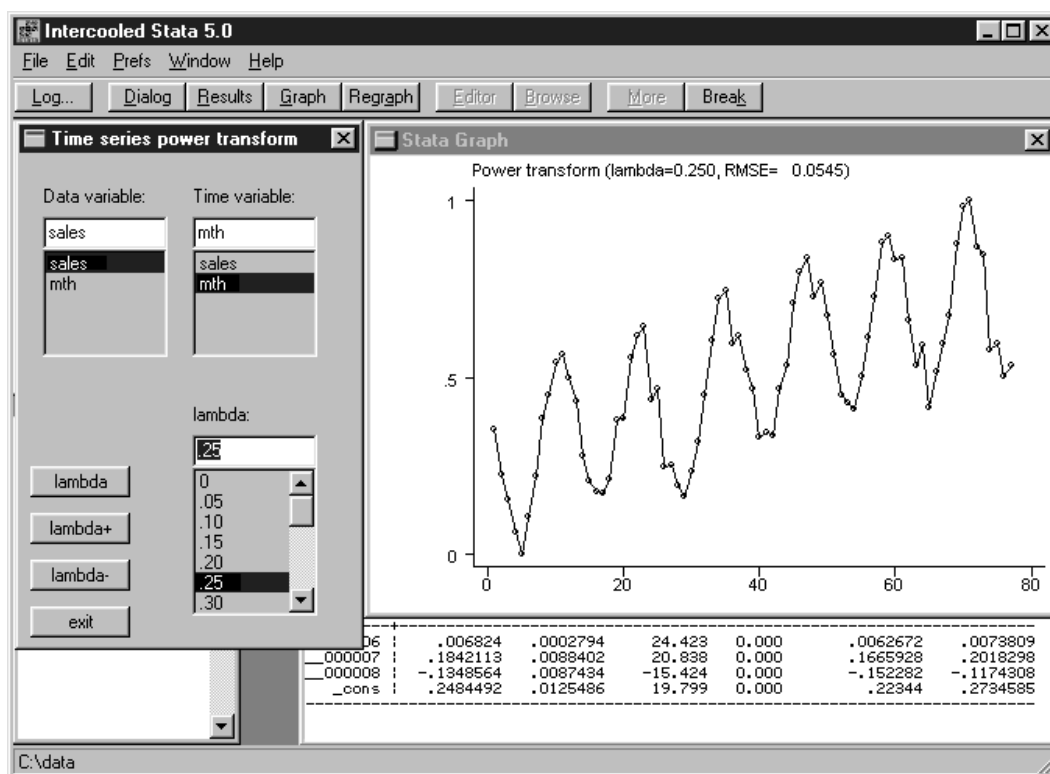 Intercooled Stata 5.0
File Edit Prefs Window Help
Log... Dialog Results Graph Regraph Editor Browse More Break
Time series power transform
Data variable: Time variable:
sales mth
sales sales
mth mth
lambda:
.25
0
.05
.10
.15
.20
.25
.30
lambda
lambda+
lambda-
exit
Stata Graph
Power transform (lambda=0.250, RMSE= 0.0545)
1
.5
0
0 20 40 60 80
06 | .006824 .0002794 24.423 0.000 .0062672 .0073809
__000007 | .1842113 .0088402 20.838 0.000 .1665928 .2018298
__000008 | -.1348564 .0087434 -15.424 0.000 -.152282 -.1174308
_cons | .2484492 .0125486 19.799 0.000 .22344 .2734585
C:\data